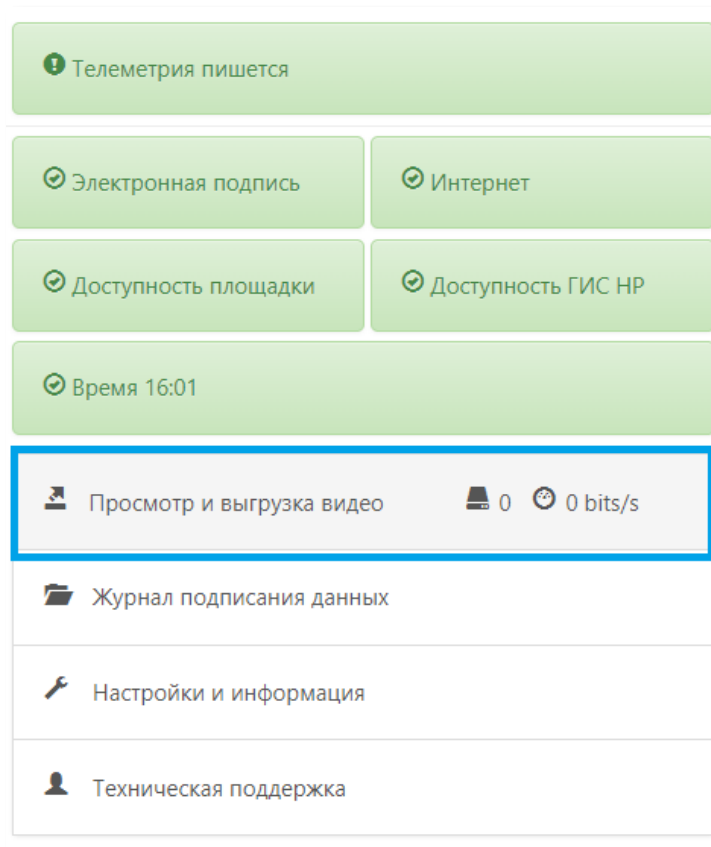 Телеметрия пишется
Электронная подпись
Интернет
Доступность площадки
Доступность ГИС НР
Время 16:01
Просмотр и выгрузка видео 0 0 bits/s
Журнал подписания данных
Настройки и информация
Техническая поддержка